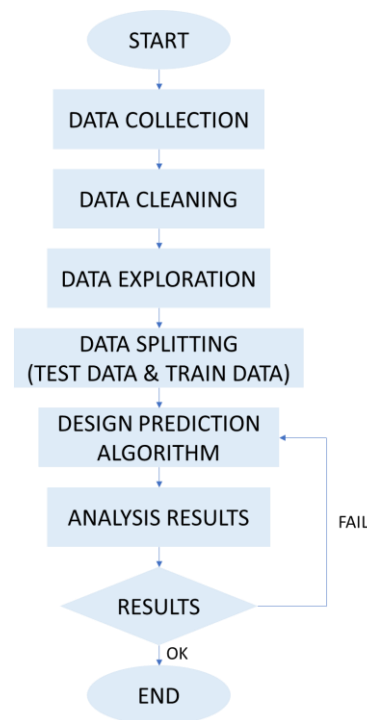 START
DATA COLLECTION
DATA CLEANING
DATA EXPLORATION
DATA SPLITTING
(TEST DATA & TRAIN DATA)
DESIGN PREDICTION
ALGORITHM
ANALYSIS RESULTS
FAIL
RESULTS
OK
END